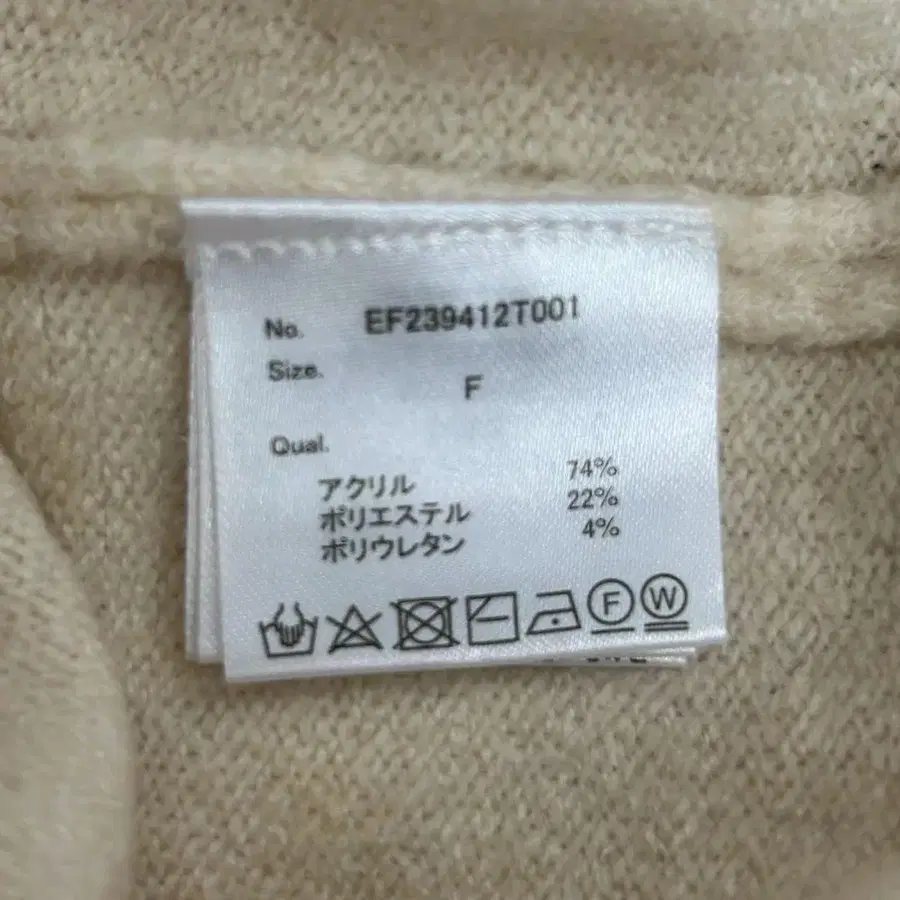 No. EF239412T001
Size.
F
Qual.
アクリル 74%
ポリエステル 22%
ポリウレタン 4%
F W